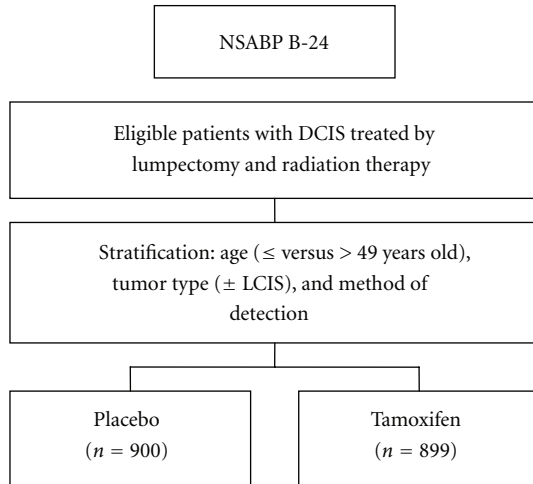 NSABP B-24
Eligible patients with DCIS treated by
lumpectomy and radiation therapy
Stratification: age (≤ versus > 49 years old),
tumor type (± LCIS), and method of
detection
Placebo
(n = 900)
Tamoxifen
(n = 899)